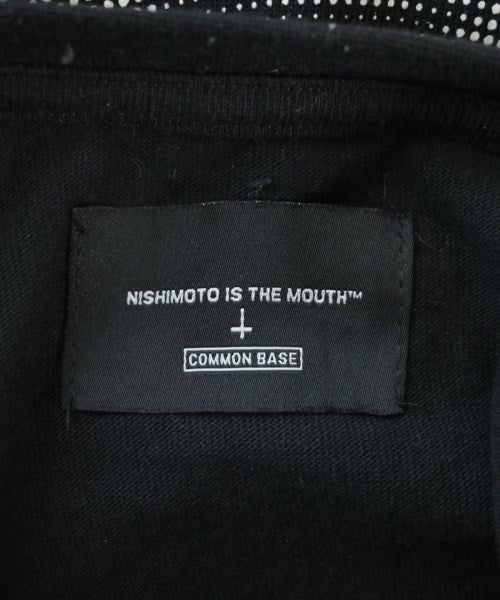 NISHIMOTO IS THE MOUTH™
+
COMMON BASE